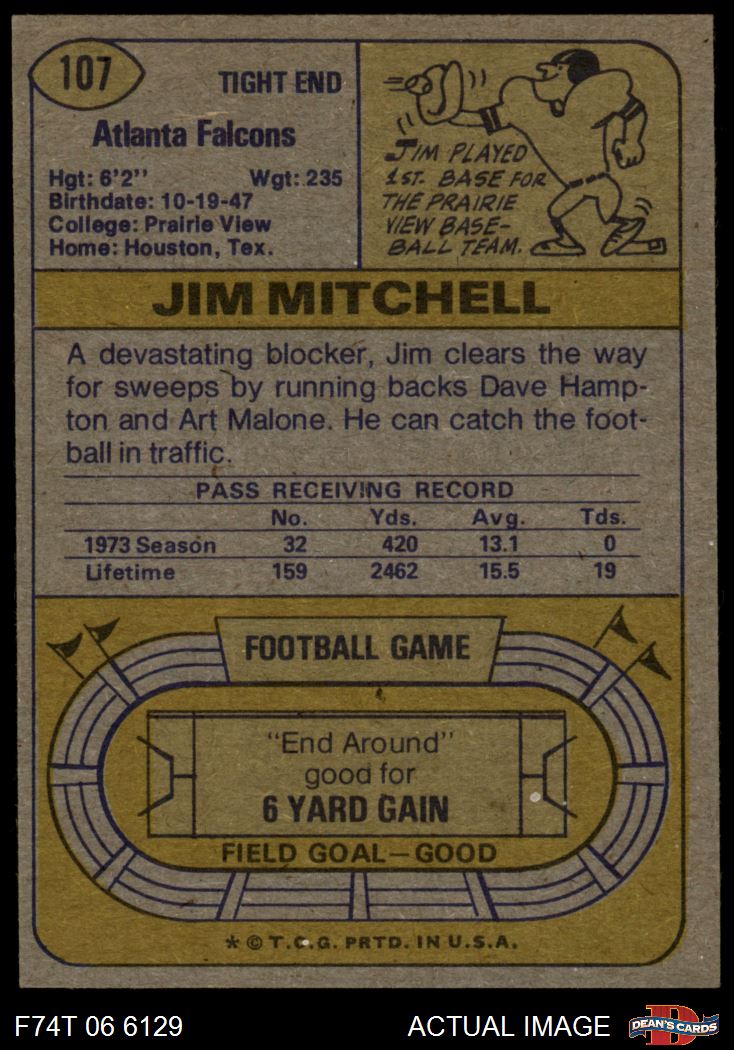 107
TIGHT END
Atlanta Falcons
Hgt: 6'2" Wgt: 235
Birthdate: 10-19-47
College: Prairie View
Home: Houston, Tex.
JIM PLAYED
1ST. BASE FOR
THE PRAIRIE
VIEW BASE-
BALL TEAM.
JIM MITCHELL
A devastating blocker, Jim clears the way
for sweeps by running backs Dave Hamp-
ton and Art Malone. He can catch the foot-
ball in traffic.
PASS RECEIVING RECORD
No. Yds. Avg. Tds.
1973 Season 32 420 13.1 0
Lifetime 159 2462 15.5 19
FOOTBALL GAME
"End Around"
good for
6 YARD GAIN
FIELD GOAL—GOOD
* © T.C.G. PRTD. IN U.S.A.
F74T 06 6129 ACTUAL IMAGE
DEAN'S CARDS